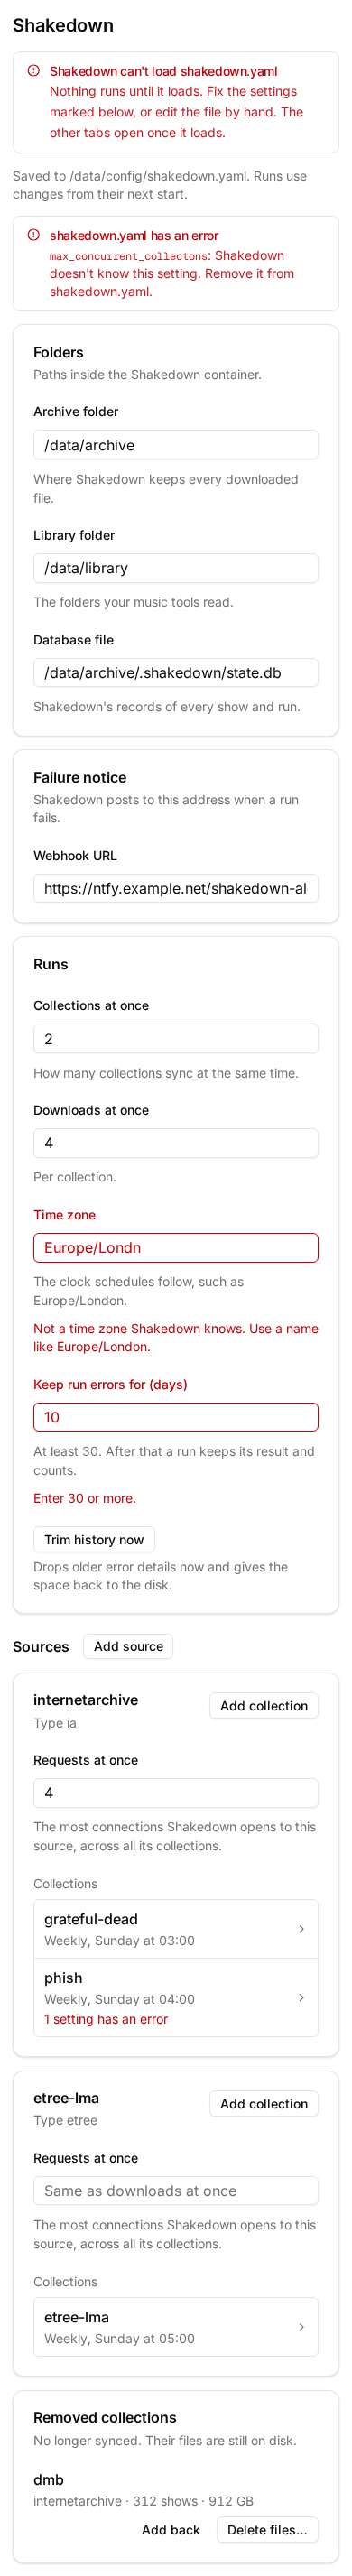 Shakedown
Shakedown can't load shakedown.yaml
Nothing runs until it loads. Fix the settings
marked below, or edit the file by hand. The
other tabs open once it loads.
Saved to /data/config/shakedown.yaml. Runs use
changes from their next start.
shakedown.yaml has an error
max_concurrent_collectons: Shakedown
doesn't know this setting. Remove it from
shakedown.yaml.
Folders
Paths inside the Shakedown container.
Archive folder
/data/archive
Where Shakedown keeps every downloaded
file.
Library folder
/data/library
The folders your music tools read.
Database file
/data/archive/.shakedown/state.db
Shakedown's records of every show and run.
Failure notice
Shakedown posts to this address when a run
fails.
Webhook URL
https://ntfy.example.net/shakedown-al
Runs
Collections at once
2
How many collections sync at the same time.
Downloads at once
4
Per collection.
Time zone
Europe/Londn
The clock schedules follow, such as
Europe/London.
Not a time zone Shakedown knows. Use a name
like Europe/London.
Keep run errors for (days)
10
At least 30. After that a run keeps its result and
counts.
Enter 30 or more.
Trim history now
Drops older error details now and gives the
space back to the disk.
Sources
Add source
internetarchive
Add collection
Type ia
Requests at once
4
The most connections Shakedown opens to this
source, across all its collections.
Collections
grateful-dead
Weekly, Sunday at 03:00
phish
Weekly, Sunday at 04:00
1 setting has an error
etree-lma
Add collection
Type etree
Requests at once
Same as downloads at once
The most connections Shakedown opens to this
source, across all its collections.
Collections
etree-lma
Weekly, Sunday at 05:00
Removed collections
No longer synced. Their files are still on disk.
dmb
internetarchive · 312 shows · 912 GB
Add back
Delete files...